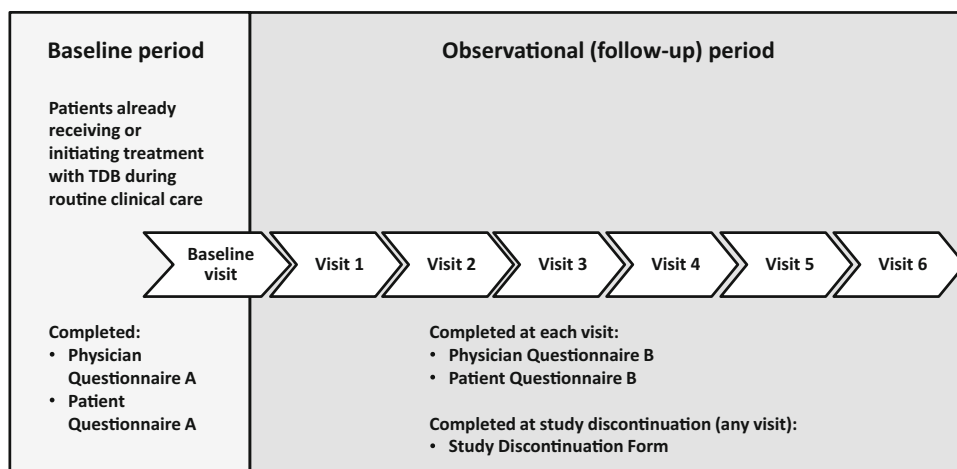 Baseline period
Patients already
receiving or
initiating treatment
with TDB during
routine clinical care
Observational (follow-up) period
Baseline
visit
Visit 1
Visit 2
Visit 3
Visit 4
Visit 5
Visit 6
Completed:
• Physician
Questionnaire A
• Patient
Questionnaire A
Completed at each visit:
• Physician Questionnaire B
• Patient Questionnaire B
Completed at study discontinuation (any visit):
• Study Discontinuation Form